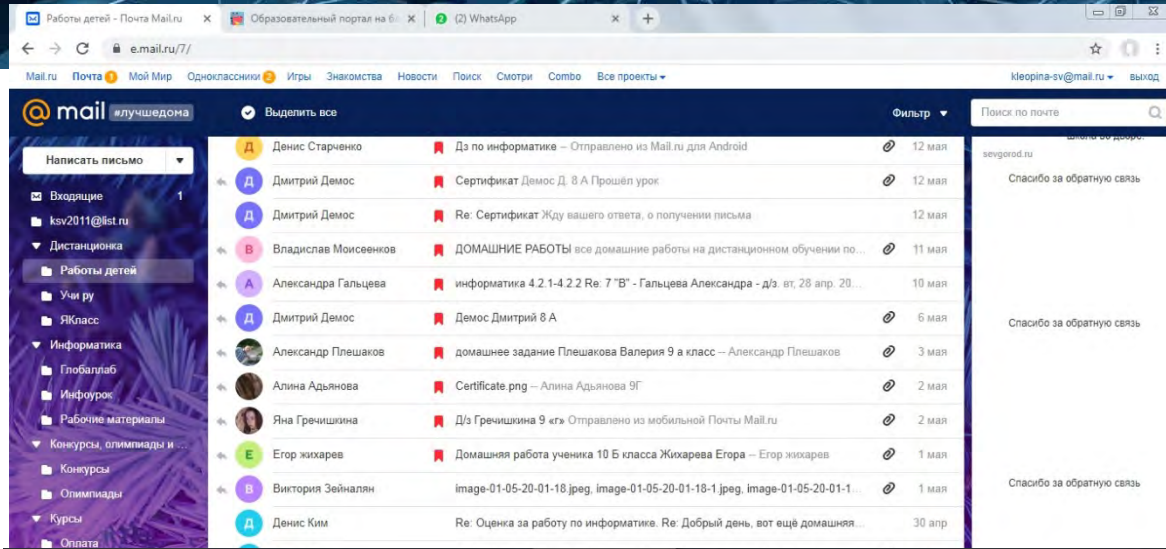 Работы детей - Почта Mail.ru
Образовательный портал на б
(2) WhatsApp
e.mail.ru/7/
Mail.ru Почта 1 Мой Мир Одноклассники 2 Игры Знакомства Новости Поиск Смотри Combo Все проекты
kleopina-sv@mail.ru выход
mail #лучшедома
Выделить все
Фильтр
Поиск по почте
Написать письмо
Входящие 1
ksv2011@list.ru
Дистанционка
Работы детей
Учи ру
ЯКласс
Информатика
Глобаллаб
Инфоурок
Рабочие материалы
Конкурсы, олимпиады и ...
Конкурсы
Олимпиады
Курсы
Оплата
Д Денис Старченко Дз по информатике – Отправлено из Mail.ru для Android 12 мая
Д Дмитрий Демос Сертификат Демос Д. 8 А Прошёл урок 12 мая
Д Дмитрий Демос Re: Сертификат Жду вашего ответа, о получении письма 12 мая
В Владислав Моисеенков ДОМАШНИЕ РАБОТЫ все домашние работы на дистанционном обучении по... 11 мая
А Александра Гальцева информатика 4.2.1-4.2.2 Re: 7 "В" - Гальцева Александра - д/з. вт, 28 апр. 20... 10 мая
Д Дмитрий Демос Демос Дмитрий 8 А 6 мая
Александр Плешаков домашнее задание Плешакова Валерия 9 а класс – Александр Плешаков 3 мая
Алина Адьянова Certificate.png – Алина Адьянова 9Г 2 мая
Яна Гречишкина Д/з Гречишкина 9 «г» Отправлено из мобильной Почты Mail.ru 2 мая
Е Егор жихарев Домашняя работа ученика 10 Б класса Жихарева Егора – Егор жихарев 1 мая
В Виктория Зейналян image-01-05-20-01-18.jpeg, image-01-05-20-01-18-1.jpeg, image-01-05-20-01-1... 1 мая
Д Денис Ким Re: Оценка за работу по информатике. Re: Добрый день, вот ещё домашняя... 30 апр
sevgorod.ru
Спасибо за обратную связь
Спасибо за обратную связь
Спасибо за обратную связь